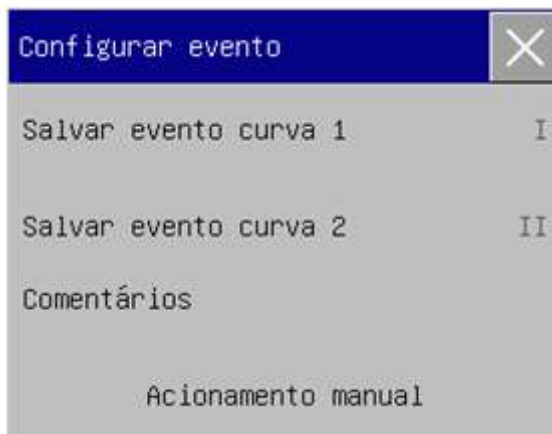 Configurar evento
Salvar evento curva 1 I
Salvar evento curva 2 II
Comentários
Acionamento manual